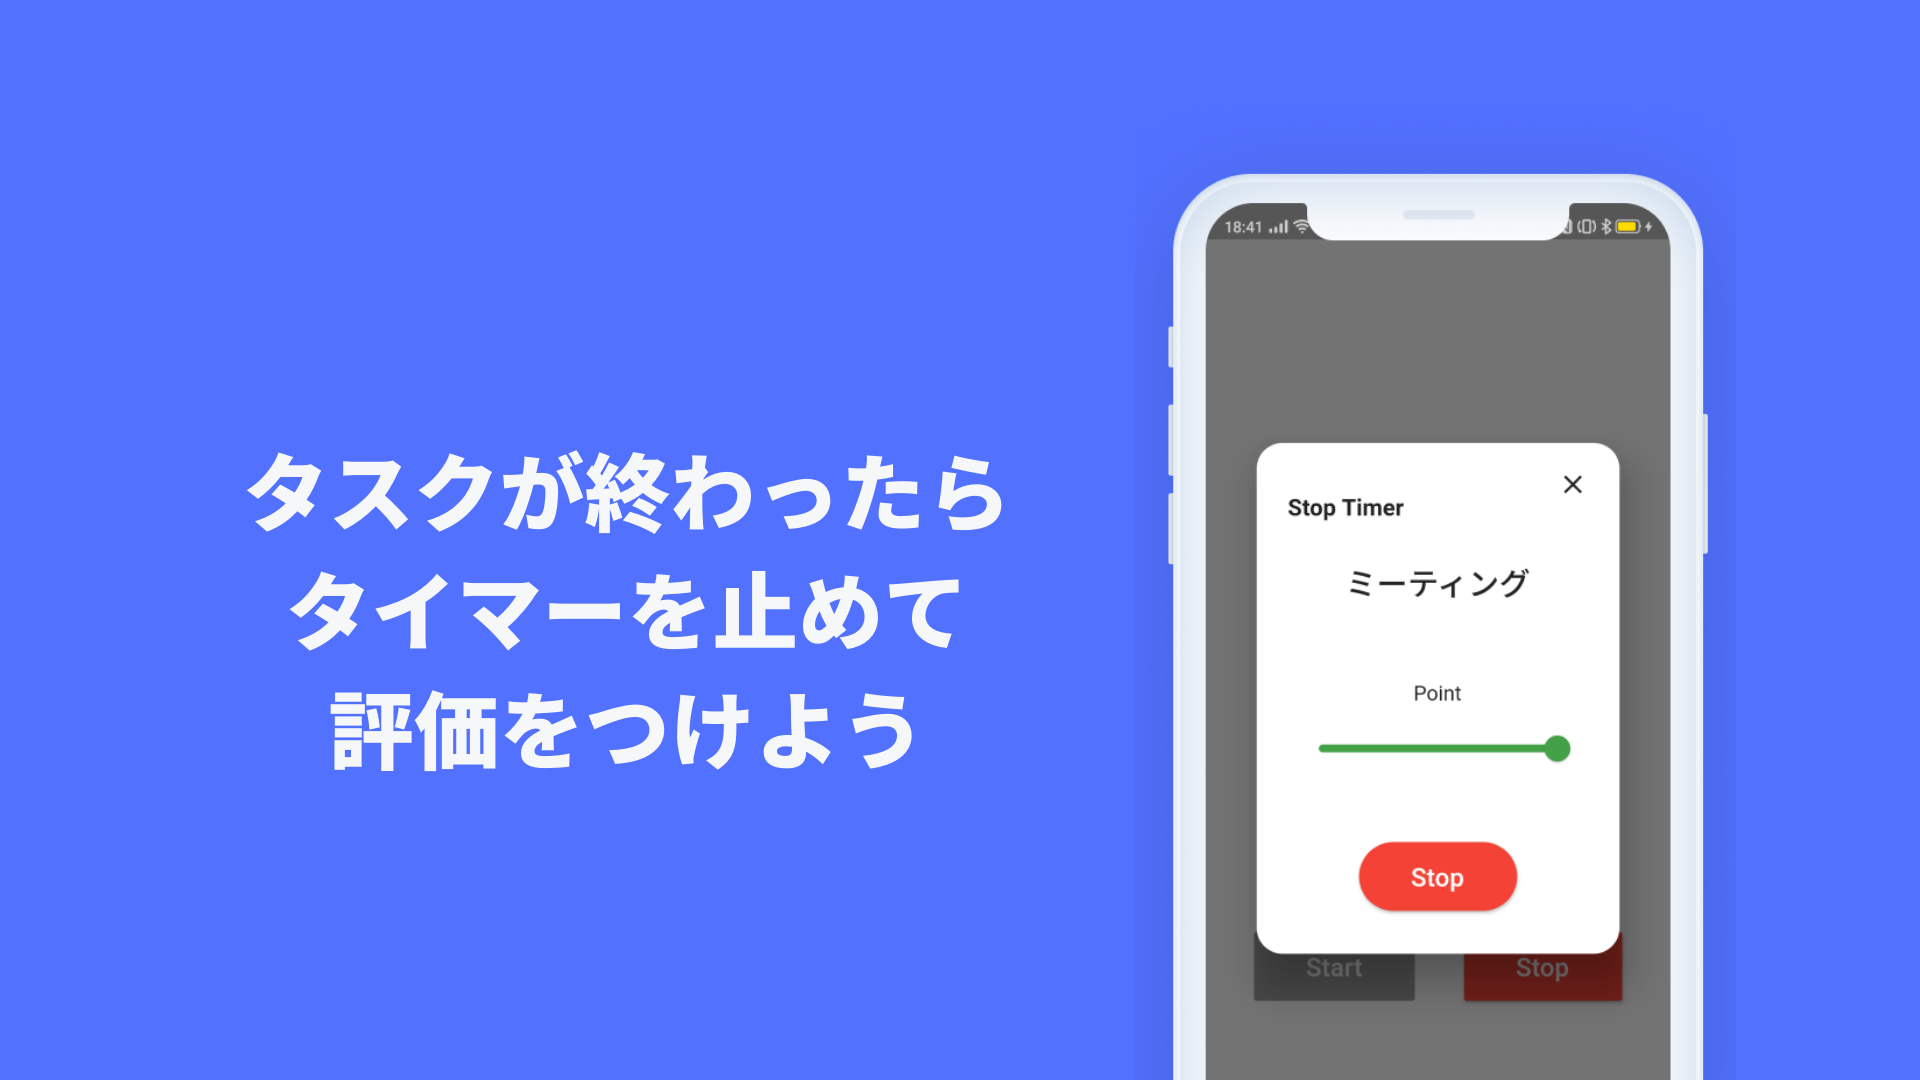 タスクが終わったら
タイマーを止めて
評価をつけよう
18:41
Stop Timer
ミーティング
Point
Stop
Start
Stop